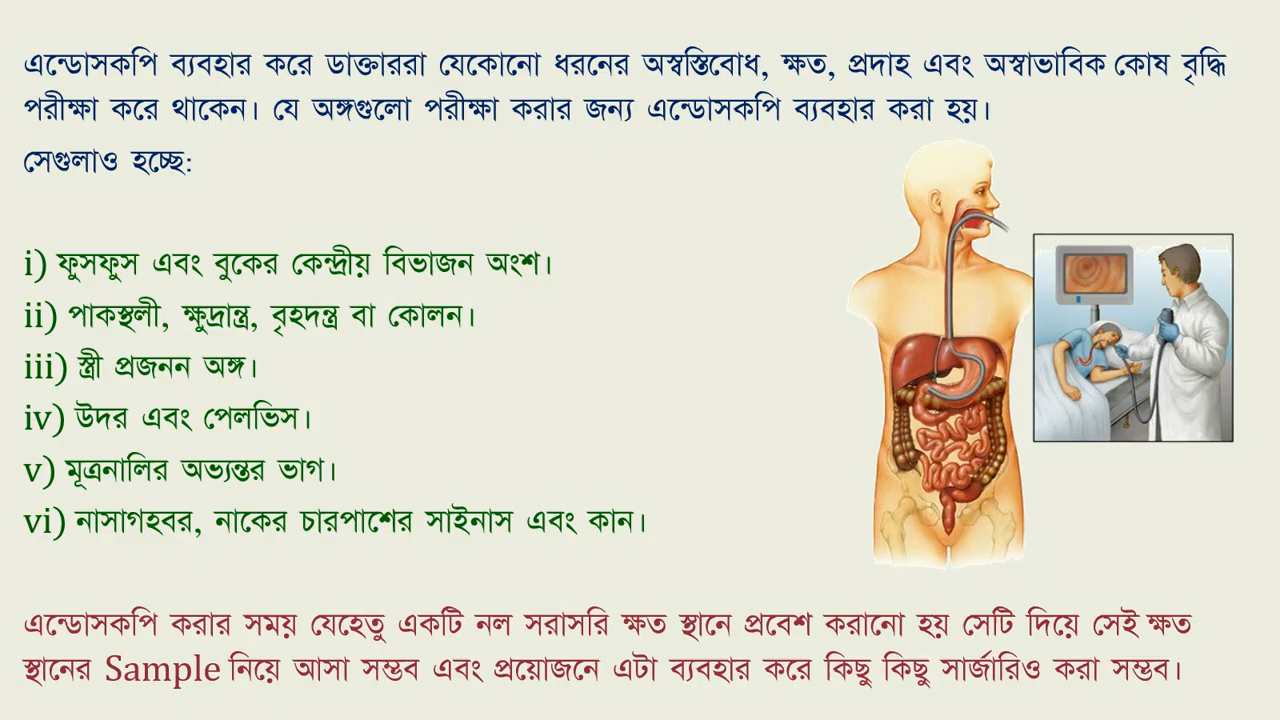 এন্ডোসকপি ব্যবহার করে ডাক্তাররা যেকোনো ধরনের অস্বস্তিবোধ, ক্ষত, প্রদাহ এবং অস্বাভাবিক কোষ বৃদ্ধি
পরীক্ষা করে থাকেন। যে অঙ্গগুলো পরীক্ষা করার জন্য এন্ডোসকপি ব্যবহার করা হয়।
সেগুলাও হচ্ছে:
i) ফুসফুস এবং বুকের কেন্দ্রীয় বিভাজন অংশ।
ii) পাকস্থলী, ক্ষুদ্রান্ত্র, বৃহদন্ত্র বা কোলন।
iii) স্ত্রী প্রজনন অঙ্গ।
iv) উদর এবং পেলভিস।
v) মূত্রনালির অভ্যন্তর ভাগ।
vi) নাসাগহবর, নাকের চারপাশের সাইনাস এবং কান।
এন্ডোসকপি করার সময় যেহেতু একটি নল সরাসরি ক্ষত স্থানে প্রবেশ করানো হয় সেটি দিয়ে সেই ক্ষত
স্থানের Sample নিয়ে আসা সম্ভব এবং প্রয়োজনে এটা ব্যবহার করে কিছু কিছু সার্জারিও করা সম্ভব।